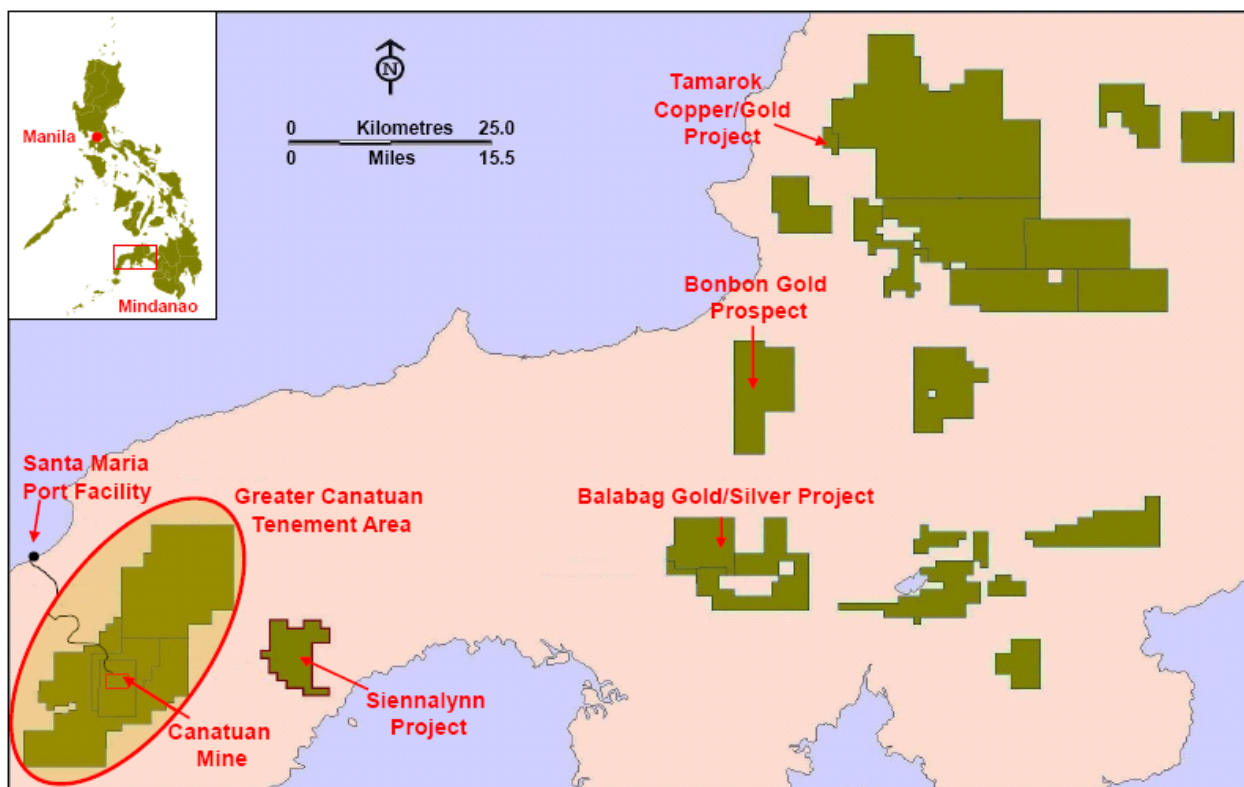 Manila
Mindanao
N
0 Kilometres 25.0
0 Miles 15.5
Tamarok
Copper/Gold
Project
Bonbon Gold
Prospect
Santa Maria
Port Facility
Greater Canatuan
Tenement Area
Balabag Gold/Silver Project
Siennalynn
Project
Canatuan
Mine